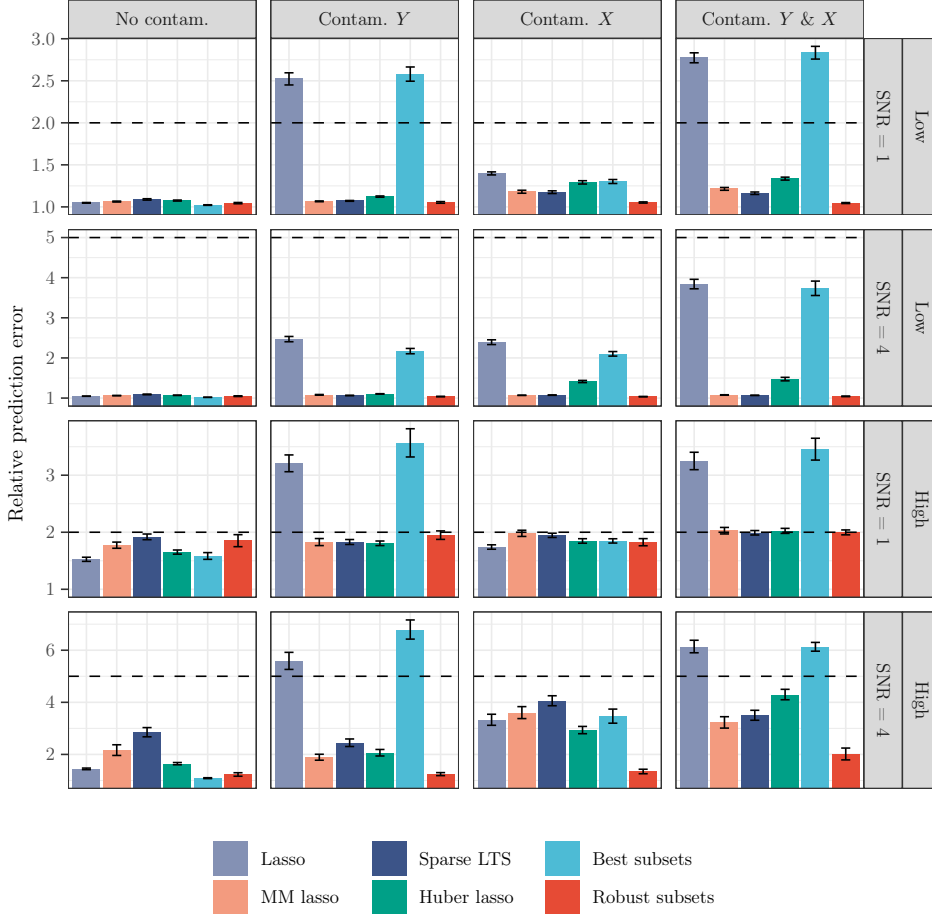 No contam.
Contam. Y
Contam. X
Contam. Y & X
Relative prediction error
3.0
2.5
2.0
1.5
1.0
SNR = 1
Low
5
4
3
2
1
SNR = 4
Low
3
2
1
SNR = 1
High
6
4
2
SNR = 4
High
Lasso
Sparse LTS
Best subsets
MM lasso
Huber lasso
Robust subsets